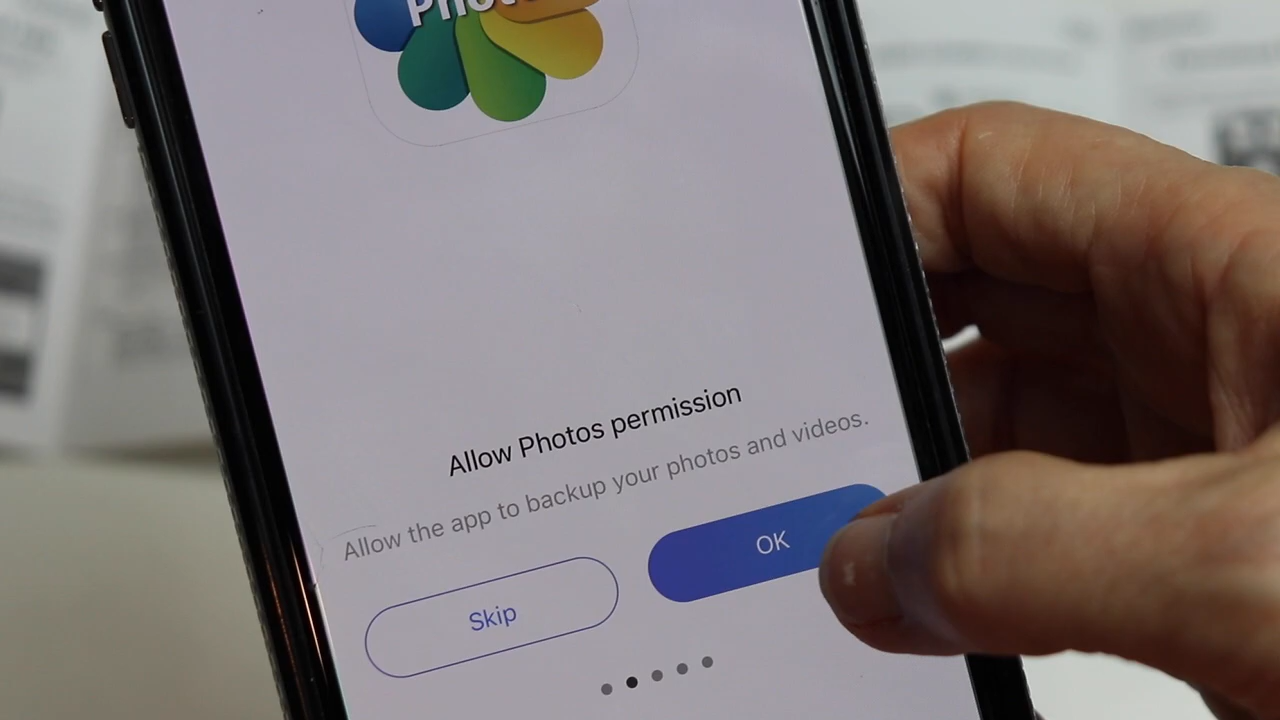 Allow Photos permission
Allow the app to backup your photos and videos.
Skip
OK